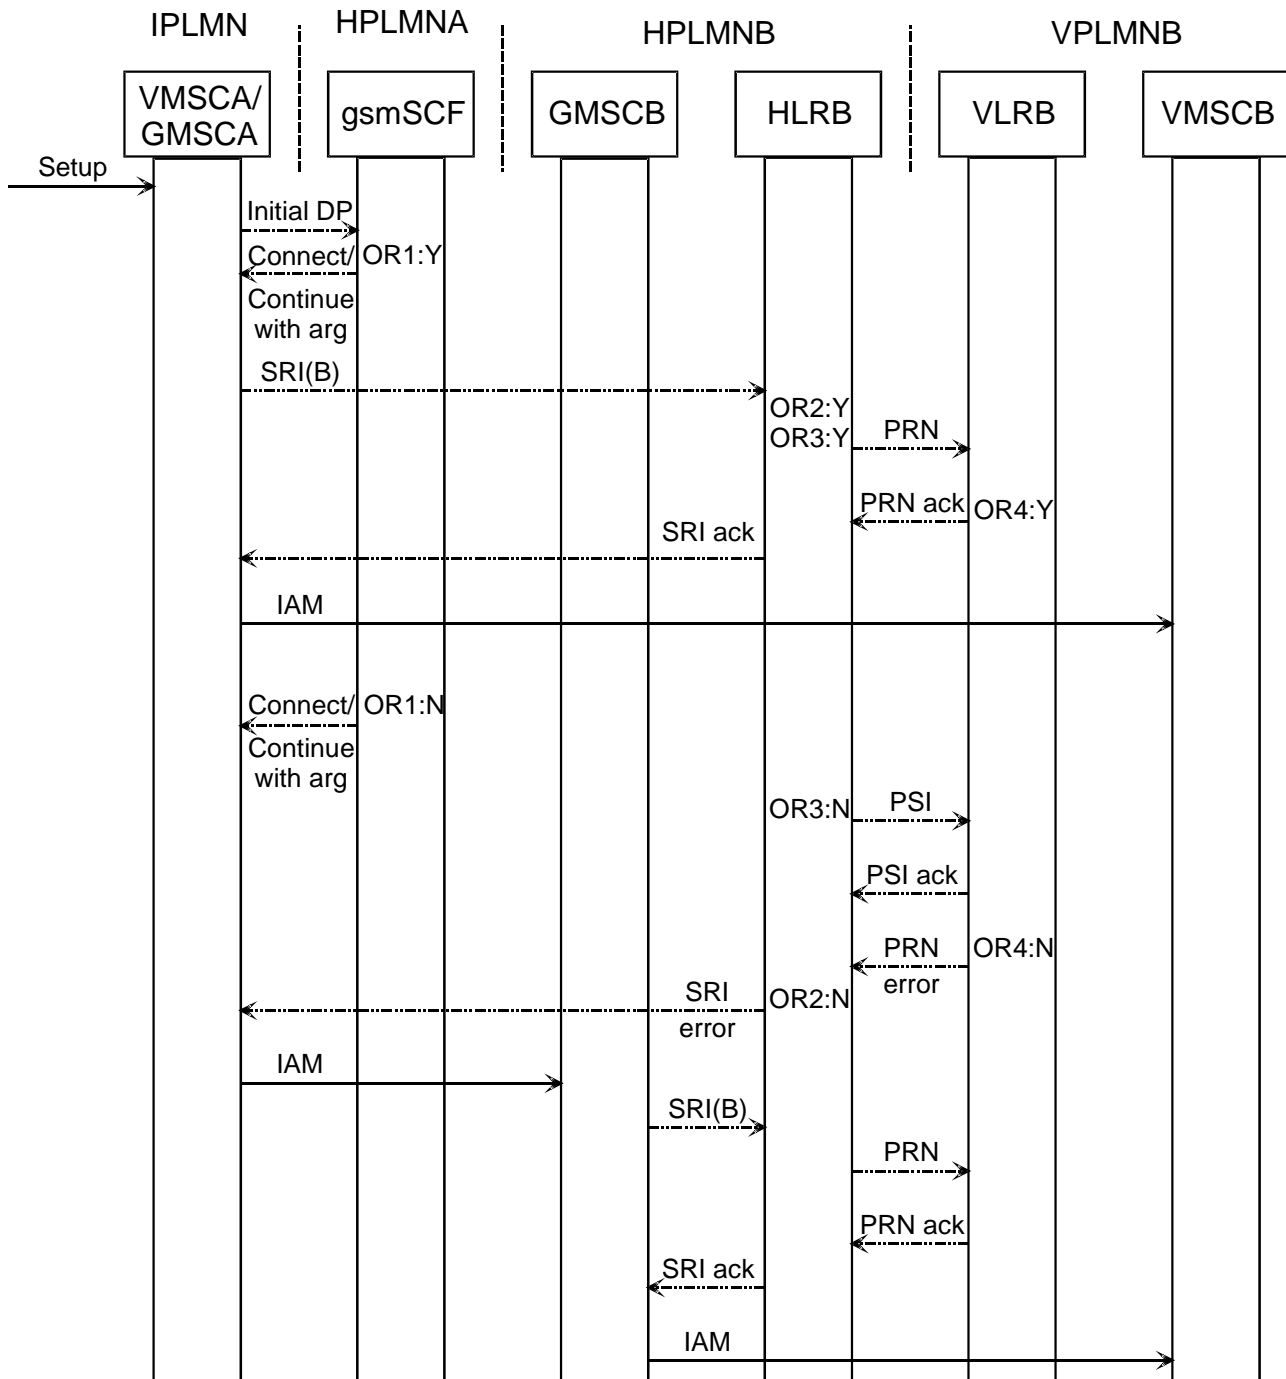 IPLMN
HPLMNA
HPLMNB
VPLMNB
VMSCA/
GMSCA
gsmSCF
GMSCB
HLRB
VLRB
VMSCB
Setup
Initial DP
Connect/
OR1:Y
Continue
with arg
SRI(B)
OR2:Y
OR3:Y
PRN
PRN ack
OR4:Y
SRI ack
IAM
Connect/
OR1:N
Continue
with arg
OR3:N
PSI
PSI ack
PRN
OR4:N
error
SRI
OR2:N
error
IAM
SRI(B)
PRN
PRN ack
SRI ack
IAM